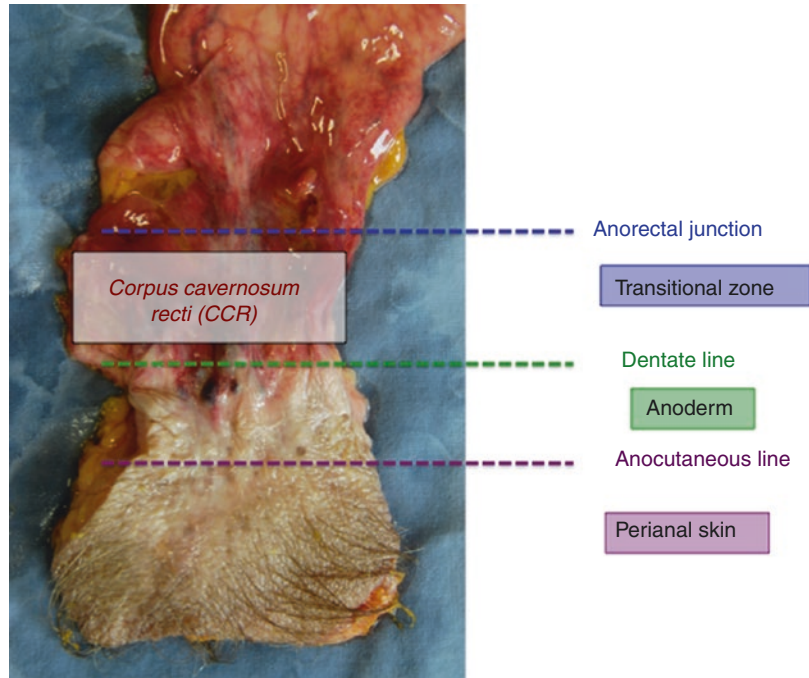 Anorectal junction
Corpus cavernosum
recti (CCR)
Transitional zone
Dentate line
Anoderm
Anocutaneous line
Perianal skin